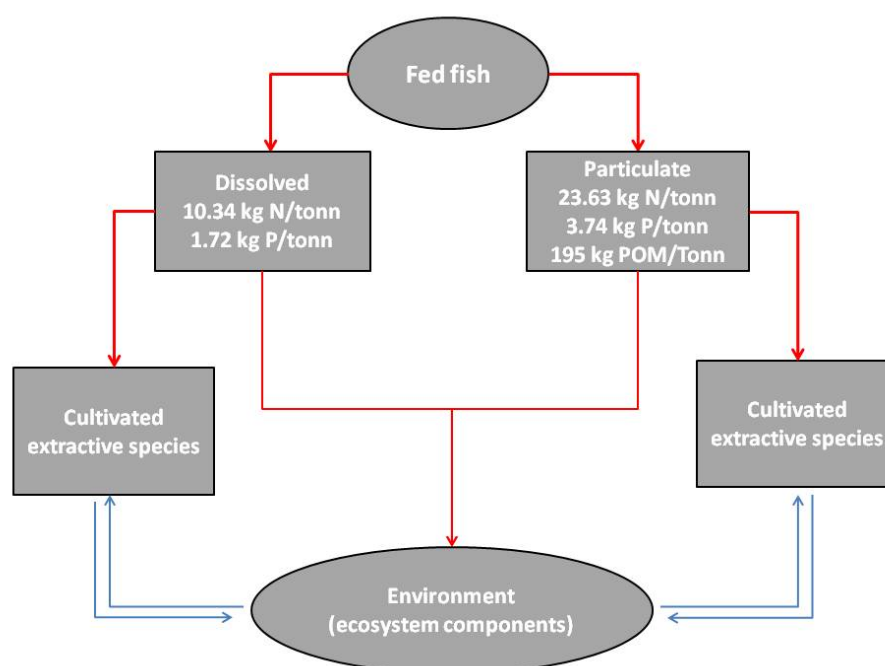 Fed fish
Dissolved
10.34 kg N/tonn
1.72 kg P/tonn
Particulate
23.63 kg N/tonn
3.74 kg P/tonn
195 kg POM/Tonn
Cultivated
extractive species
Cultivated
extractive species
Environment
(ecosystem components)